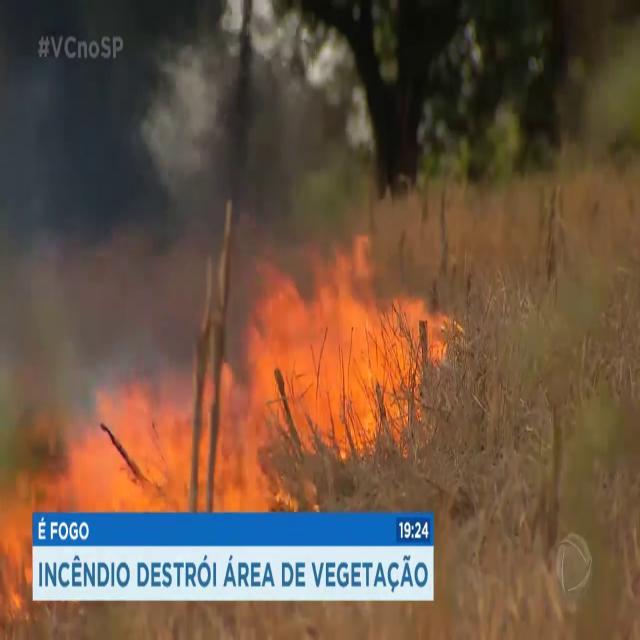 #VCnoSP
É FOGO
19:24
INCÊNDIO DESTRÓI ÁREA DE VEGETAÇÃO